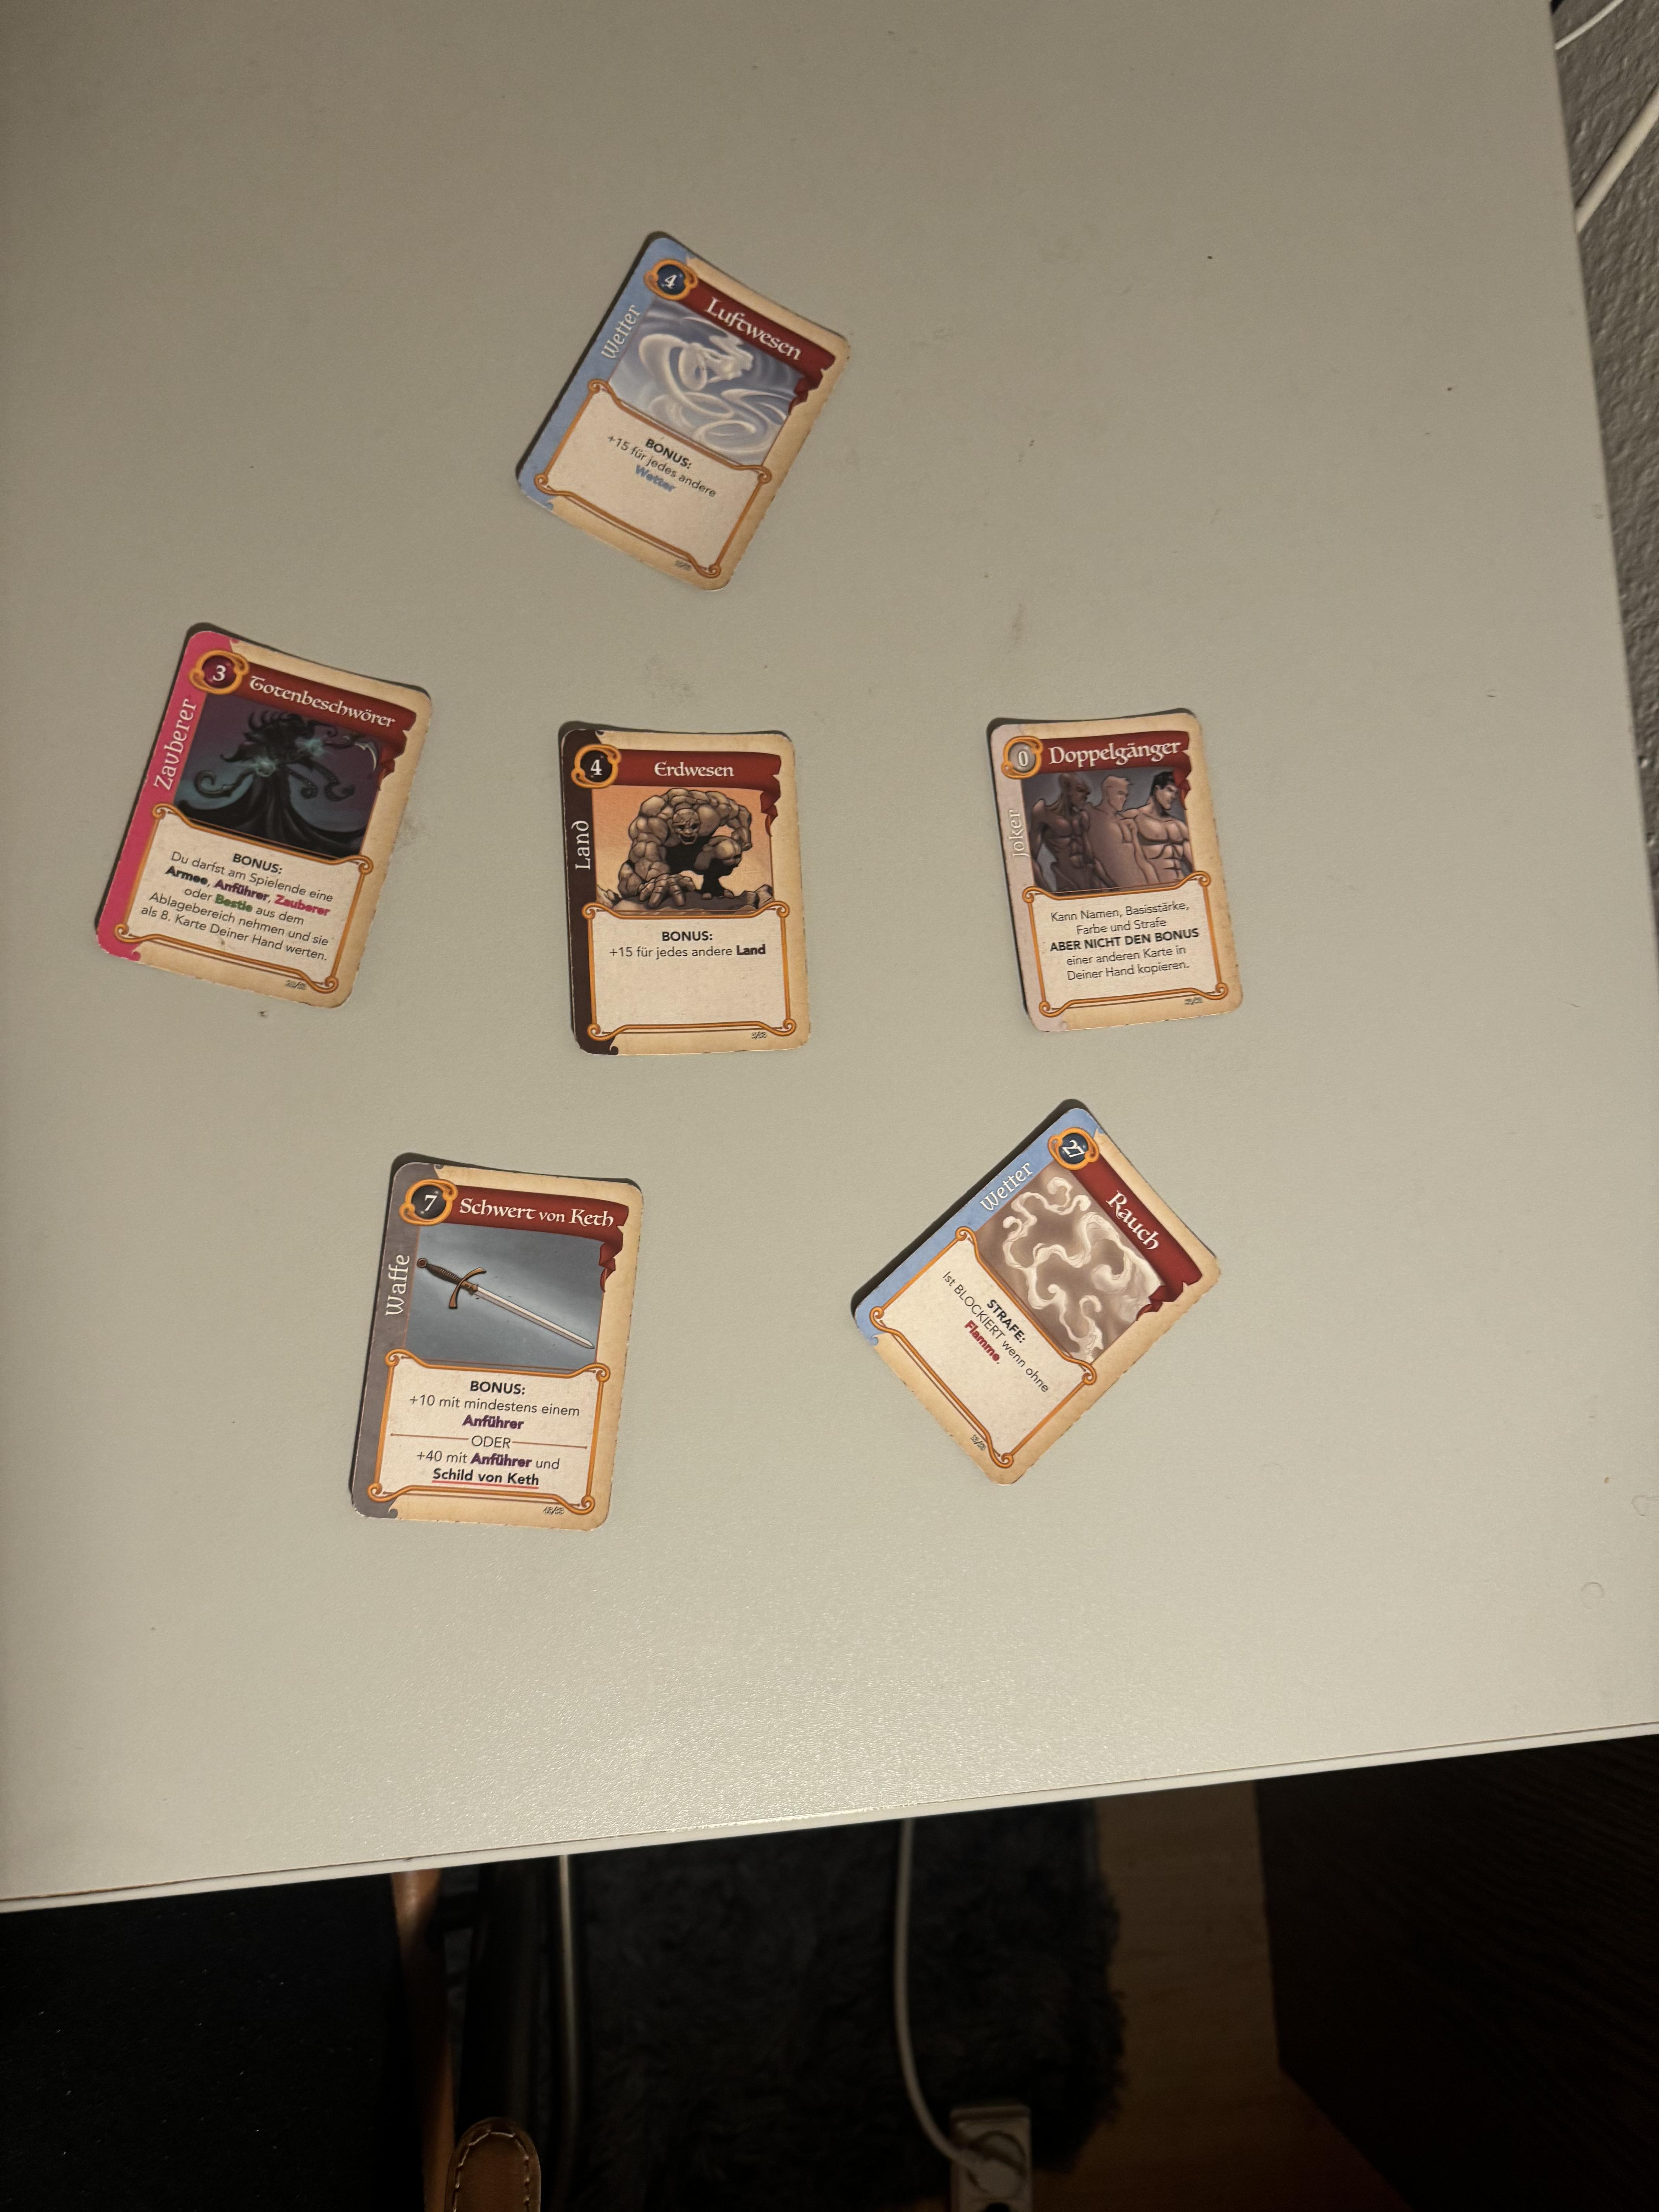 4
Luftwesen
Wetter
BONUS:
+15 für jedes andere
Wetter
3
Totenbeschwörer
Zauberer
BONUS:
Du darfst am Spielende eine
Armee, Anführer, Zauberer
oder Bestie aus dem
Ablagebereich nehmen und sie
als 8. Karte Deiner Hand werten.
4
Erdwesen
Land
BONUS:
+15 für jedes andere Land
0
Doppelgänger
Joker
Kann Namen, Basisstärke,
Farbe und Strafe
ABER NICHT DEN BONUS
einer anderen Karte in
Deiner Hand kopieren.
7
Schwert von Keth
Waffe
BONUS:
+10 mit mindestens einem
Anführer
ODER
+40 mit Anführer und
Schild von Keth
27
Rauch
Wetter
STRAFE:
Ist BLOCKIERT wenn ohne
Flamme.